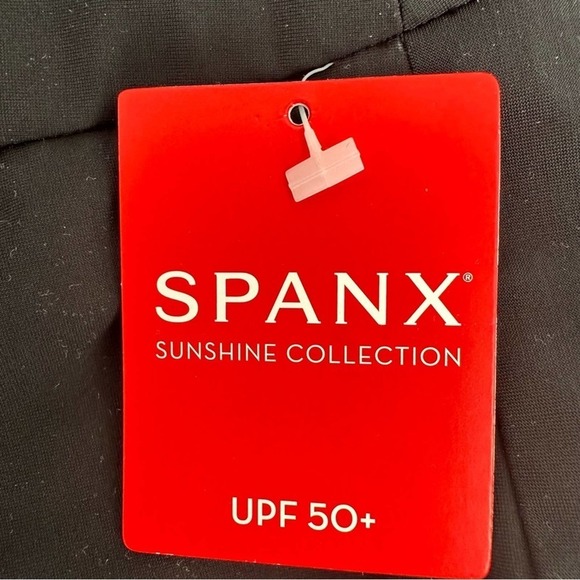 SPANX®
SUNSHINE COLLECTION
UPF 50+